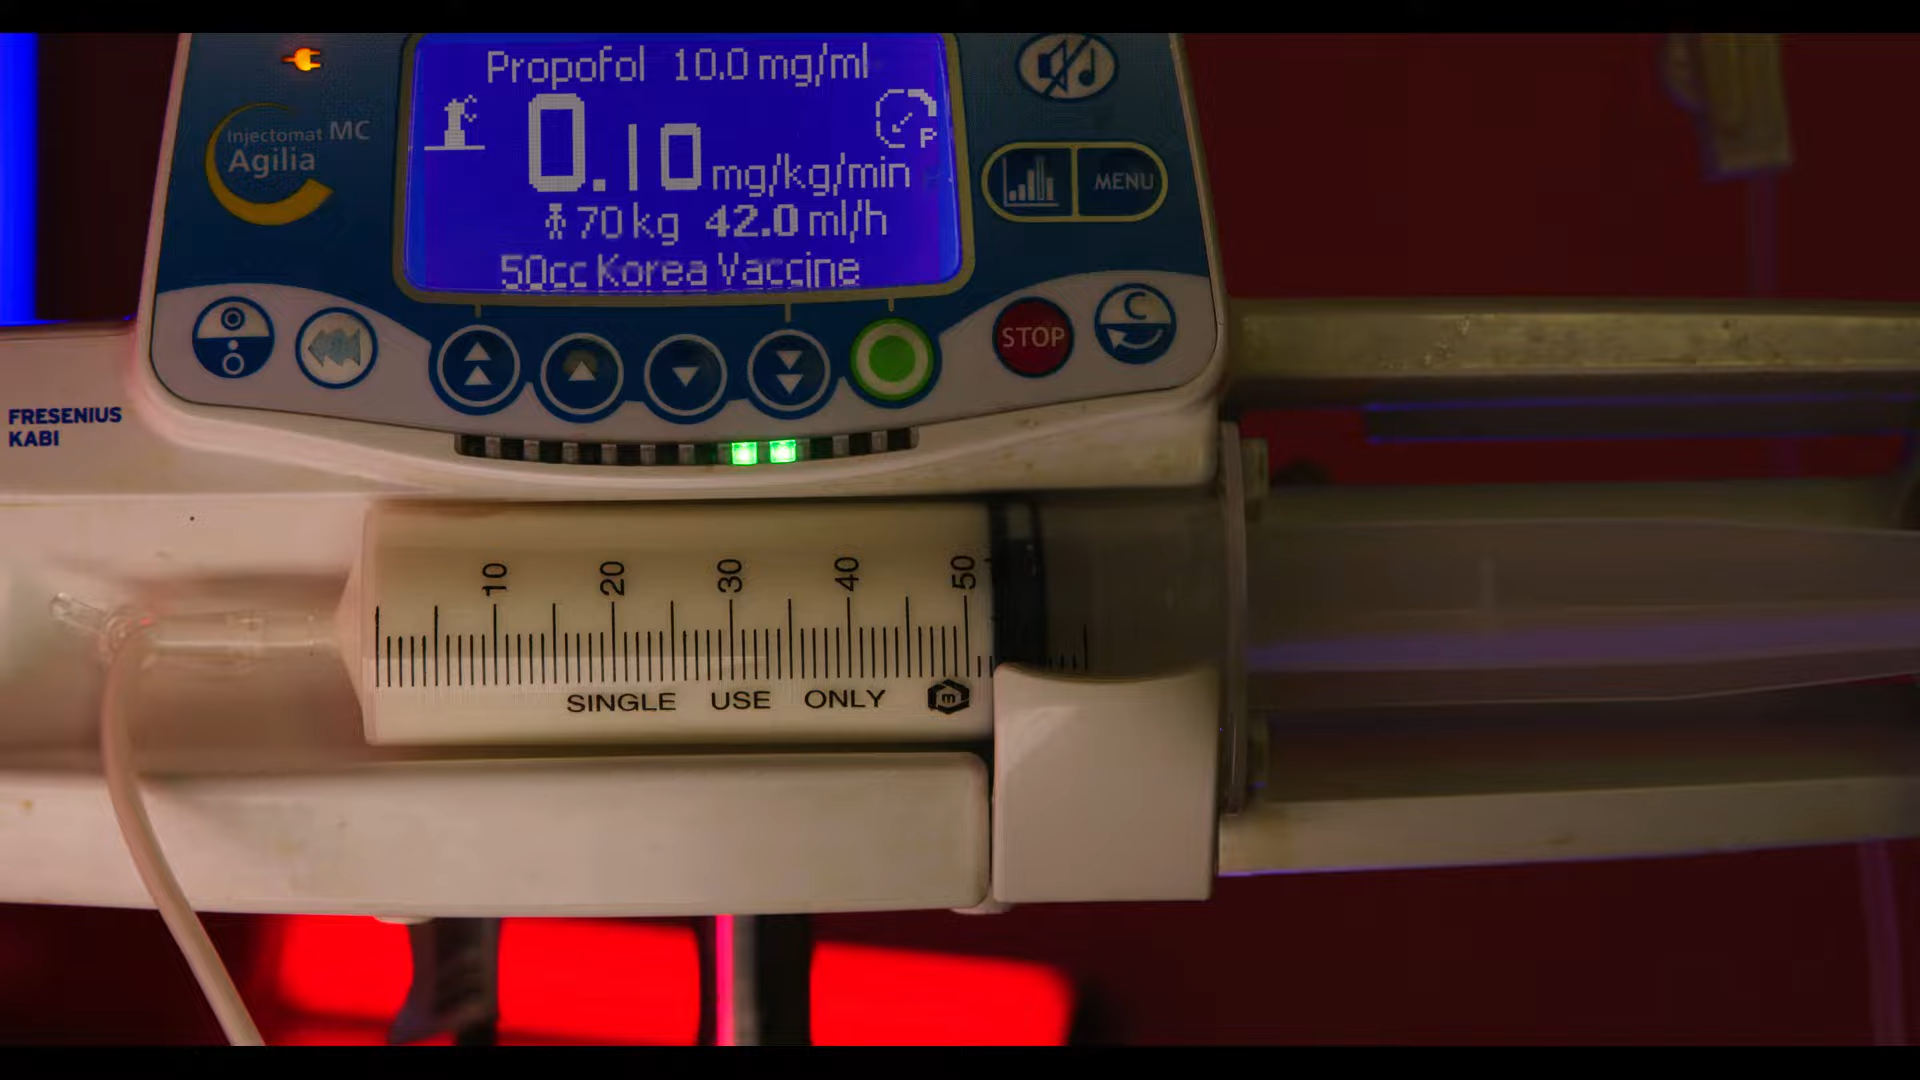 Propofol 10.0 mg/ml
0.10 mg/kg/min
P
70 kg 42.0 ml/h
50cc Korea Vaccine
Injectomat MC
Agilia
MENU
STOP
C
FRESENIUS
KABI
10 20 30 40 50
SINGLE USE ONLY m